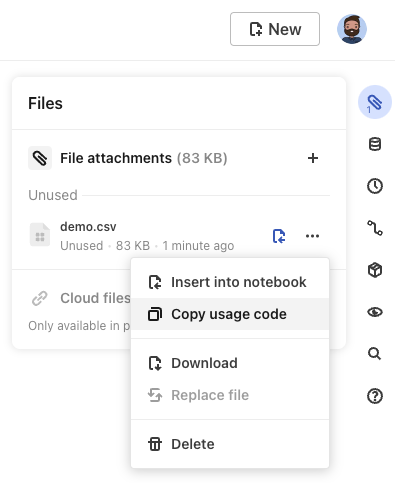 New
Files
1
File attachments (83 KB)
Unused
demo.csv
Unused · 83 KB · 1 minute ago
Cloud files
Only available in p
Insert into notebook
Copy usage code
Download
Replace file
Delete